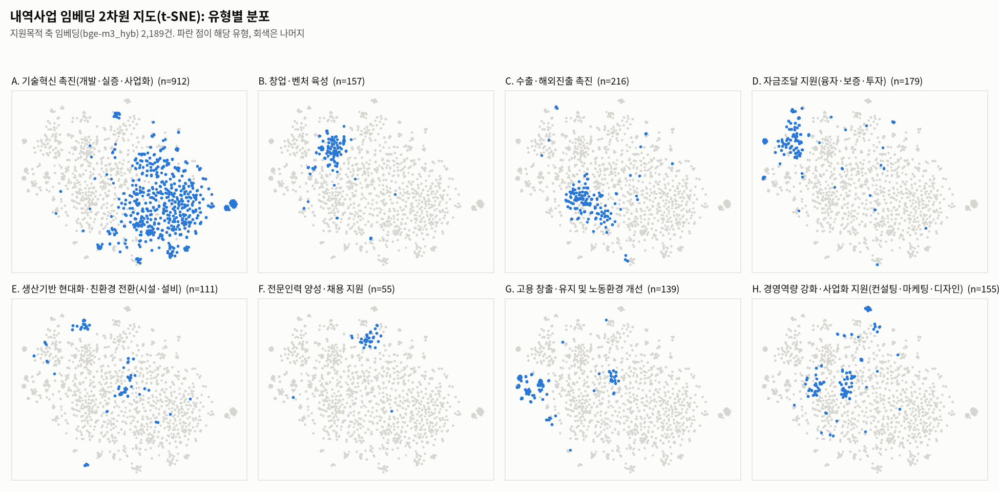 내역사업 임베딩 2차원 지도(t-SNE): 유형별 분포
지원목적 축 임베딩(bge-m3_hyb) 2,189건. 파란 점이 해당 유형, 회색은 나머지
A. 기술혁신 촉진(개발·실증·사업화) (n=912)
B. 창업·벤처 육성 (n=157)
C. 수출·해외진출 촉진 (n=216)
D. 자금조달 지원(융자·보증·투자) (n=179)
E. 생산기반 현대화·친환경 전환(시설·설비) (n=111)
F. 전문인력 양성·채용 지원 (n=55)
G. 고용 창출·유지 및 노동환경 개선 (n=139)
H. 경영역량 강화·사업화 지원(컨설팅·마케팅·디자인) (n=155)